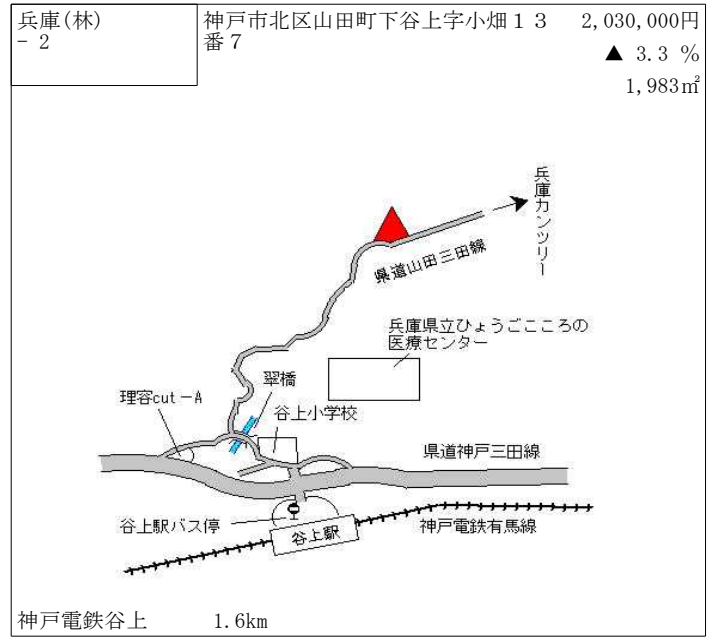 兵庫(林)
－2
神戸市北区山田町下谷上字小畑１３
番７
2,030,000円
▲ 3.3 %
1,983㎡
兵庫カンツリー
県道山田三田線
兵庫県立ひょうごこころの
医療センター
翠橋
理容cut－A
谷上小学校
県道神戸三田線
谷上駅バス停
谷上駅
神戸電鉄有馬線
神戸電鉄谷上 1.6km